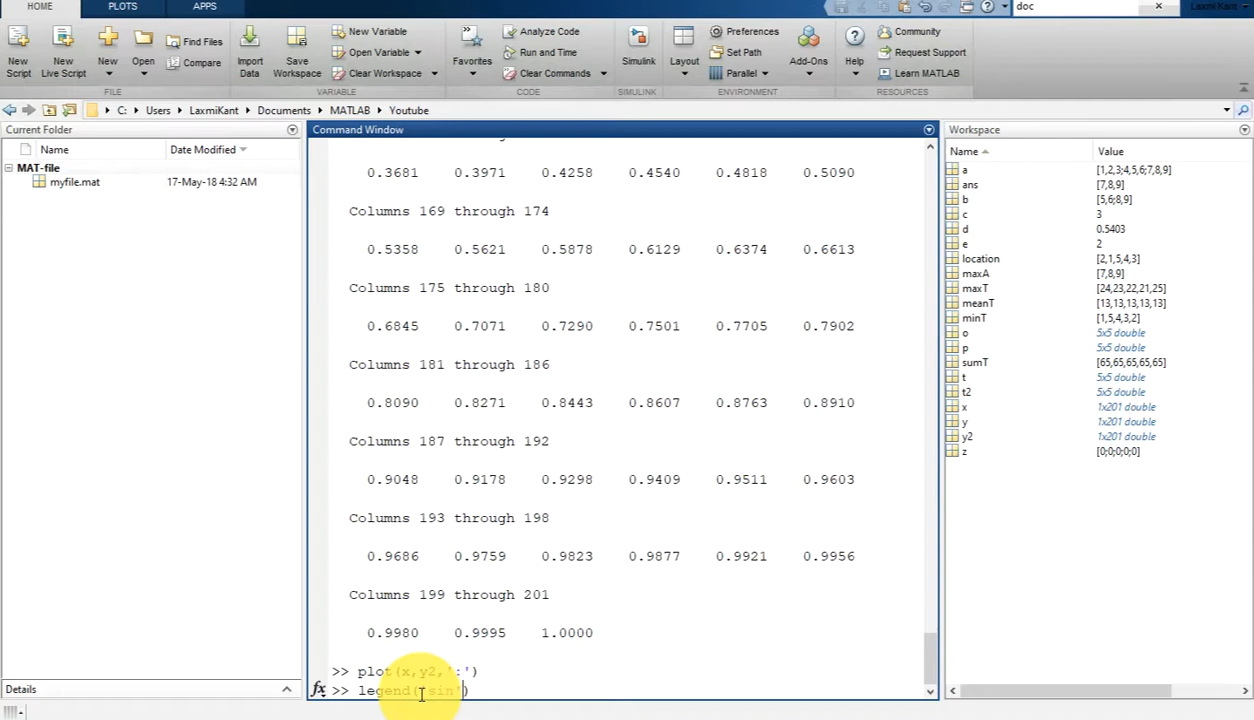 HOME PLOTS APPS
doc
Laxmi Kant
New Script
New Live Script
New
Open
Find Files
Compare
Import Data
Save Workspace
New Variable
Open Variable
Clear Workspace
Favorites
Analyze Code
Run and Time
Clear Commands
Simulink
Layout
Preferences
Set Path
Parallel
Add-Ons
Help
Community
Request Support
Learn MATLAB
FILE VARIABLE CODE SIMULINK ENVIRONMENT RESOURCES
C: Users LaxmiKant Documents MATLAB Youtube
Current Folder
Name Date Modified
MAT-file
myfile.mat 17-May-18 4:32 AM
Details
Command Window
0.3681 0.3971 0.4258 0.4540 0.4818 0.5090
Columns 169 through 174
0.5358 0.5621 0.5878 0.6129 0.6374 0.6613
Columns 175 through 180
0.6845 0.7071 0.7290 0.7501 0.7705 0.7902
Columns 181 through 186
0.8090 0.8271 0.8443 0.8607 0.8763 0.8910
Columns 187 through 192
0.9048 0.9178 0.9298 0.9409 0.9511 0.9603
Columns 193 through 198
0.9686 0.9759 0.9823 0.9877 0.9921 0.9956
Columns 199 through 201
0.9980 0.9995 1.0000
>> plot(x,y2,':')
fx >> legend('sin')
Workspace
Name Value
a [1,2,3;4,5,6;7,8,9]
ans [7,8,9]
b [5,6;8,9]
c 3
d 0.5403
e 2
location [2,1,5,4,3]
maxA [7,8,9]
maxT [24,23,22,21,25]
meanT [13,13,13,13,13]
minT [1,5,4,3,2]
o 5x5 double
p 5x5 double
sumT [65,65,65,65,65]
t 5x5 double
t2 5x5 double
x 1x201 double
y 1x201 double
y2 1x201 double
z [0;0;0;0;0]